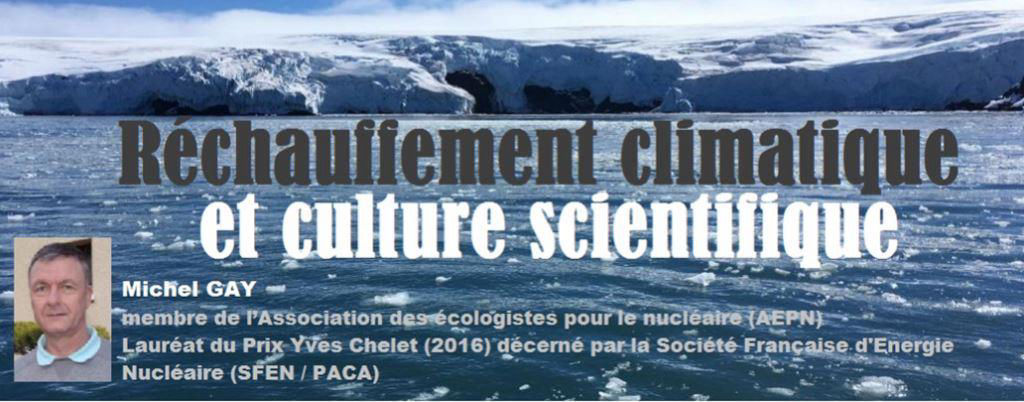 Réchauffement climatique
et culture scientifique
Michel GAY
membre de l'Association des écologistes pour le nucléaire (AEPN)
Lauréat du Prix Yves Chelet (2016) décerné par la Société Française d'Energie
Nucléaire (SFEN / PACA)